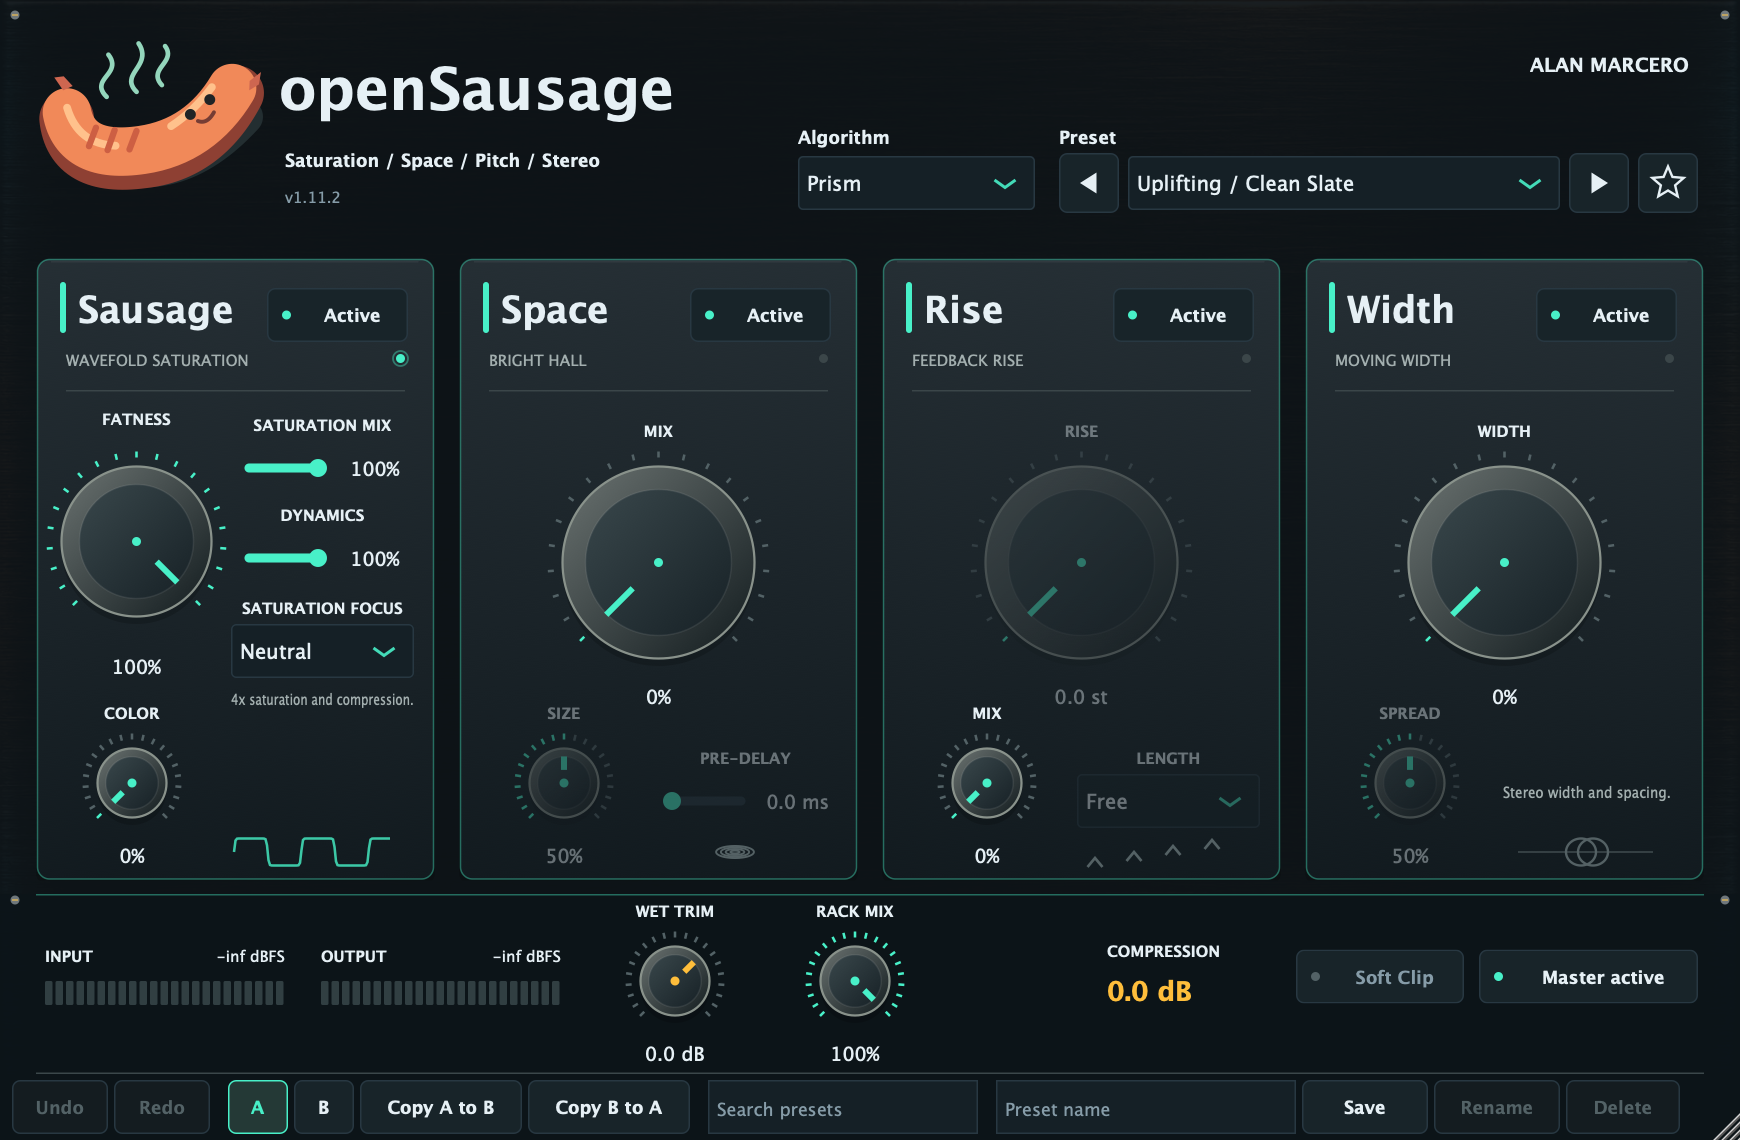 openSausage
Saturation / Space / Pitch / Stereo
v1.11.2
ALAN MARCERO
Algorithm
Prism
Preset
Uplifting / Clean Slate
Sausage
Active
WAVEFOLD SATURATION
FATNESS
100%
SATURATION MIX
100%
DYNAMICS
100%
SATURATION FOCUS
Neutral
4x saturation and compression.
COLOR
0%
Space
Active
BRIGHT HALL
MIX
0%
SIZE
50%
PRE-DELAY
0.0 ms
Rise
Active
FEEDBACK RISE
RISE
0.0 st
MIX
0%
LENGTH
Free
Width
Active
MOVING WIDTH
WIDTH
0%
SPREAD
50%
Stereo width and spacing.
INPUT -inf dBFS
OUTPUT -inf dBFS
WET TRIM
0.0 dB
RACK MIX
100%
COMPRESSION
0.0 dB
Soft Clip
Master active
Undo
Redo
A
B
Copy A to B
Copy B to A
Search presets
Preset name
Save
Rename
Delete